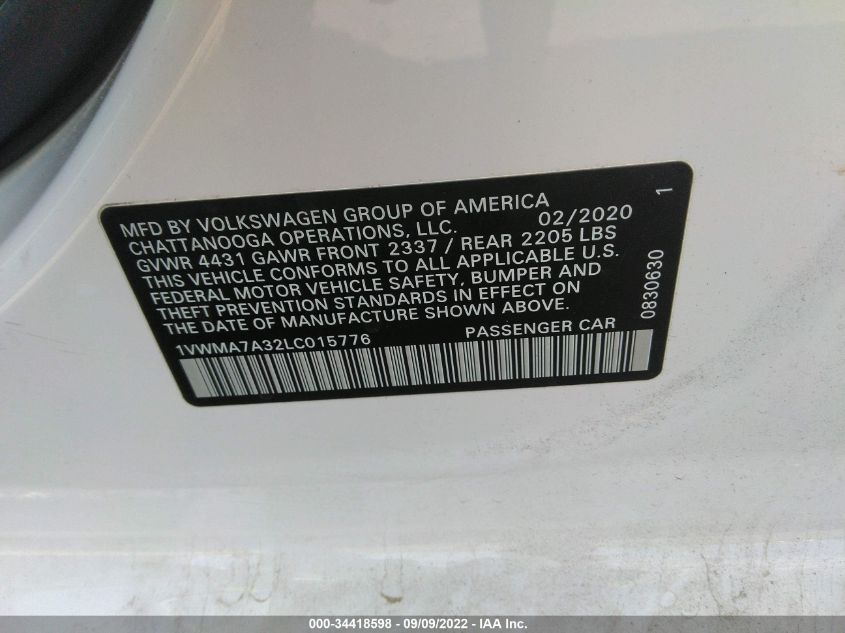 MFD BY VOLKSWAGEN GROUP OF AMERICA
CHATTANOOGA OPERATIONS, LLC. 02/2020
GVWR 4431 GAWR FRONT 2337 / REAR 2205 LBS
THIS VEHICLE CONFORMS TO ALL APPLICABLE U.S.
FEDERAL MOTOR VEHICLE SAFETY, BUMPER AND
THEFT PREVENTION STANDARDS IN EFFECT ON
THE DATE OF MANUFACTURE SHOWN ABOVE.
1VWMA7A32LC015776 PASSENGER CAR
0830630 1
000-34418598 - 09/09/2022 - IAA Inc.